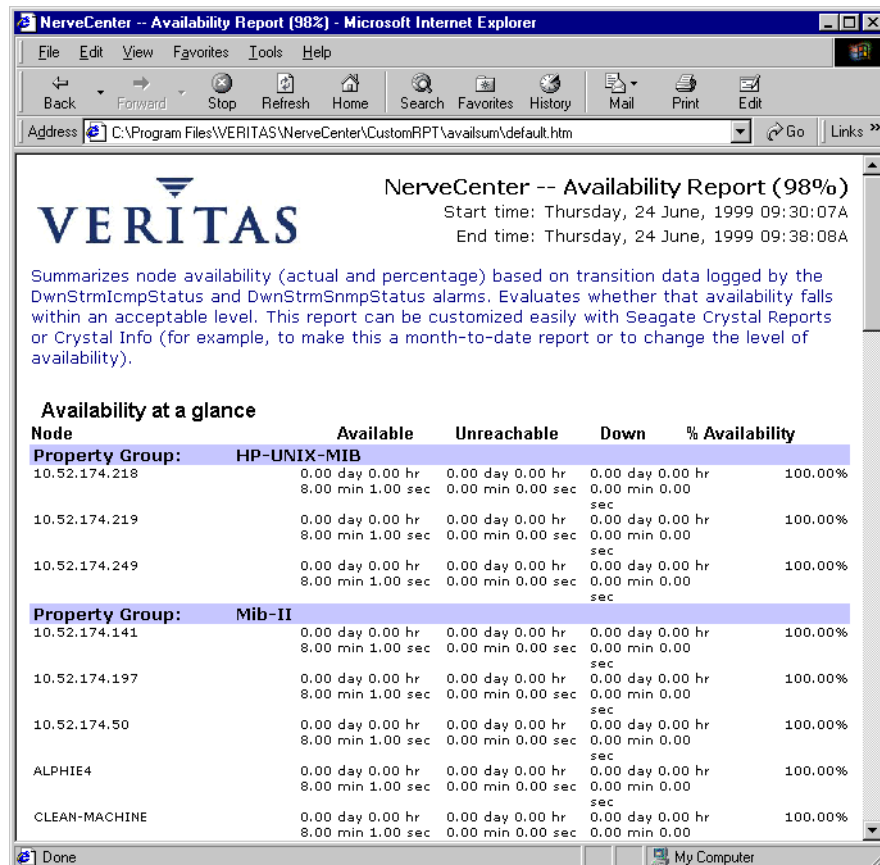 NerveCenter -- Availability Report (98%) - Microsoft Internet Explorer
File Edit View Favorites Tools Help
Back Forward Stop Refresh Home Search Favorites History Mail Print Edit
Address C:\Program Files\VERITAS\NerveCenter\CustomRPT\availsum\default.htm Go Links »
VERITAS
NerveCenter -- Availability Report (98%)
Start time: Thursday, 24 June, 1999 09:30:07A
End time: Thursday, 24 June, 1999 09:38:08A
Summarizes node availability (actual and percentage) based on transition data logged by the
DwnStrmIcmpStatus and DwnStrmSnmpStatus alarms. Evaluates whether that availability falls
within an acceptable level. This report can be customized easily with Seagate Crystal Reports
or Crystal Info (for example, to make this a month-to-date report or to change the level of
availability).
Availability at a glance
Node Available Unreachable Down % Availability
Property Group: HP-UNIX-MIB
10.52.174.218 0.00 day 0.00 hr 0.00 day 0.00 hr 0.00 day 0.00 hr 100.00%
8.00 min 1.00 sec 0.00 min 0.00 sec 0.00 min 0.00
sec
10.52.174.219 0.00 day 0.00 hr 0.00 day 0.00 hr 0.00 day 0.00 hr 100.00%
8.00 min 1.00 sec 0.00 min 0.00 sec 0.00 min 0.00
sec
10.52.174.249 0.00 day 0.00 hr 0.00 day 0.00 hr 0.00 day 0.00 hr 100.00%
8.00 min 1.00 sec 0.00 min 0.00 sec 0.00 min 0.00
sec
Property Group: Mib-II
10.52.174.141 0.00 day 0.00 hr 0.00 day 0.00 hr 0.00 day 0.00 hr 100.00%
8.00 min 1.00 sec 0.00 min 0.00 sec 0.00 min 0.00
sec
10.52.174.197 0.00 day 0.00 hr 0.00 day 0.00 hr 0.00 day 0.00 hr 100.00%
8.00 min 1.00 sec 0.00 min 0.00 sec 0.00 min 0.00
sec
10.52.174.50 0.00 day 0.00 hr 0.00 day 0.00 hr 0.00 day 0.00 hr 100.00%
8.00 min 1.00 sec 0.00 min 0.00 sec 0.00 min 0.00
sec
ALPHIE4 0.00 day 0.00 hr 0.00 day 0.00 hr 0.00 day 0.00 hr 100.00%
8.00 min 1.00 sec 0.00 min 0.00 sec 0.00 min 0.00
sec
CLEAN-MACHINE 0.00 day 0.00 hr 0.00 day 0.00 hr 0.00 day 0.00 hr 100.00%
8.00 min 1.00 sec 0.00 min 0.00 sec 0.00 min 0.00
Done My Computer